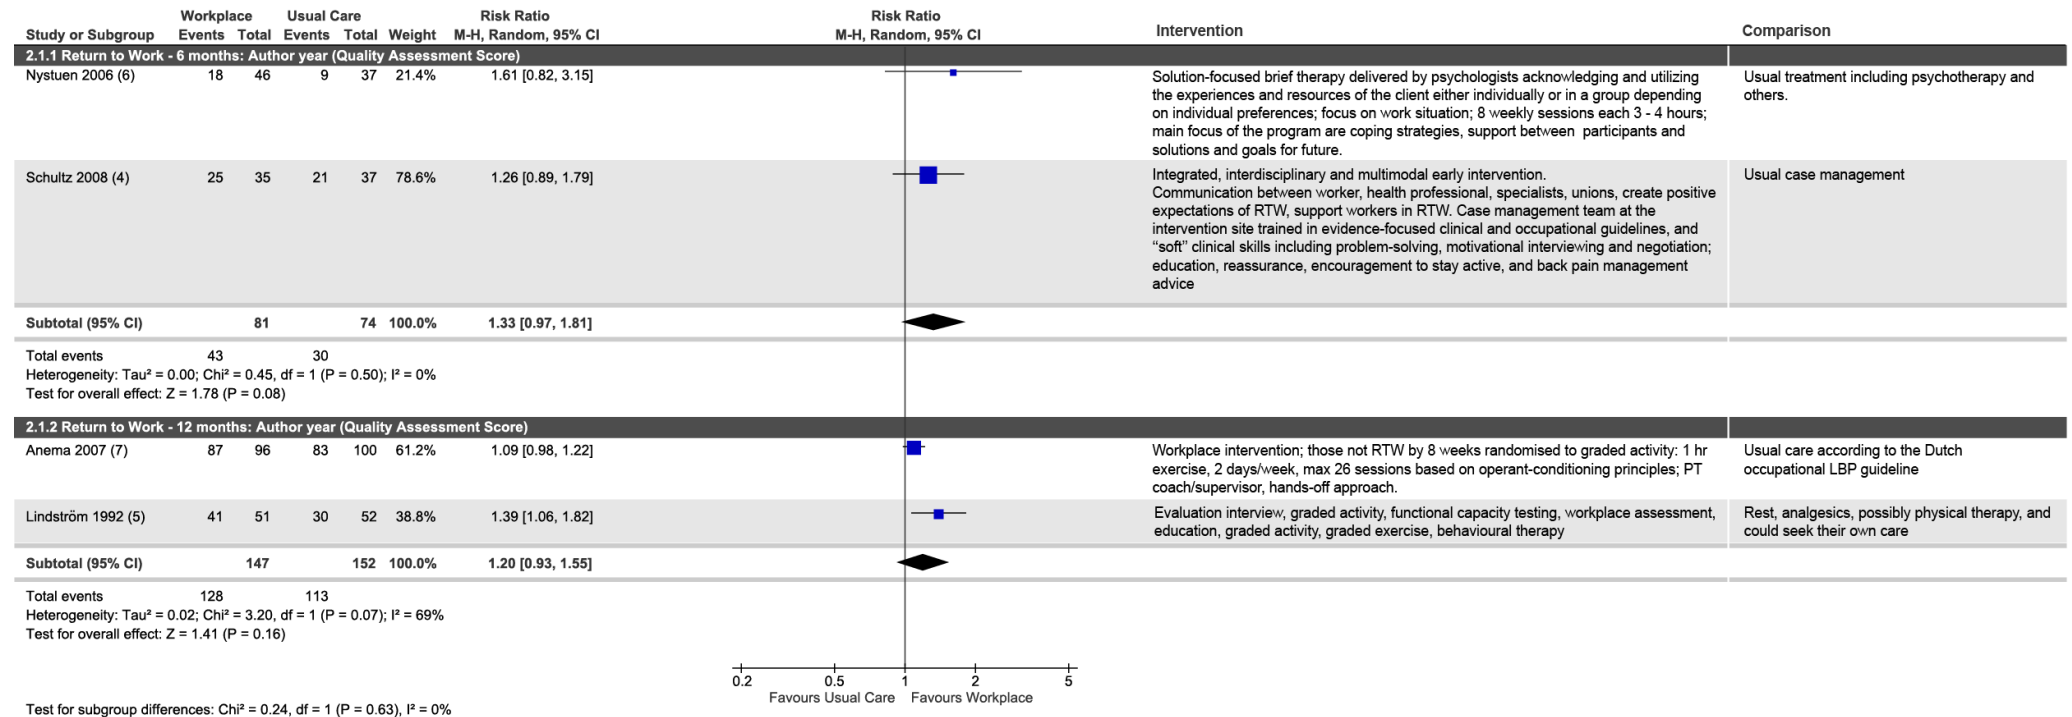 Workplace Usual Care Risk Ratio Risk Ratio
Study or Subgroup Events Total Events Total Weight M-H, Random, 95% CI M-H, Random, 95% CI Intervention Comparison
2.1.1 Return to Work - 6 months: Author year (Quality Assessment Score)
Nystuen 2006 (6) 18 46 9 37 21.4% 1.61 [0.82, 3.15]
Solution-focused brief therapy delivered by psychologists acknowledging and utilizing
the experiences and resources of the client either individually or in a group depending
on individual preferences; focus on work situation; 8 weekly sessions each 3 - 4 hours;
main focus of the program are coping strategies, support between participants and
solutions and goals for future.
Usual treatment including psychotherapy and
others.
Schultz 2008 (4) 25 35 21 37 78.6% 1.26 [0.89, 1.79]
Integrated, interdisciplinary and multimodal early intervention.
Communication between worker, health professional, specialists, unions, create positive
expectations of RTW, support workers in RTW. Case management team at the
intervention site trained in evidence-focused clinical and occupational guidelines, and
“soft” clinical skills including problem-solving, motivational interviewing and negotiation;
education, reassurance, encouragement to stay active, and back pain management
advice
Usual case management
Subtotal (95% CI) 81 74 100.0% 1.33 [0.97, 1.81]
Total events 43 30
Heterogeneity: Tau² = 0.00; Chi² = 0.45, df = 1 (P = 0.50); I² = 0%
Test for overall effect: Z = 1.78 (P = 0.08)
2.1.2 Return to Work - 12 months: Author year (Quality Assessment Score)
Anema 2007 (7) 87 96 83 100 61.2% 1.09 [0.98, 1.22]
Workplace intervention; those not RTW by 8 weeks randomised to graded activity: 1 hr
exercise, 2 days/week, max 26 sessions based on operant-conditioning principles; PT
coach/supervisor, hands-off approach.
Usual care according to the Dutch
occupational LBP guideline
Lindström 1992 (5) 41 51 30 52 38.8% 1.39 [1.06, 1.82]
Evaluation interview, graded activity, functional capacity testing, workplace assessment,
education, graded activity, graded exercise, behavioural therapy
Rest, analgesics, possibly physical therapy, and
could seek their own care
Subtotal (95% CI) 147 152 100.0% 1.20 [0.93, 1.55]
Total events 128 113
Heterogeneity: Tau² = 0.02; Chi² = 3.20, df = 1 (P = 0.07); I² = 69%
Test for overall effect: Z = 1.41 (P = 0.16)
0.2 0.5 1 2 5
Favours Usual Care Favours Workplace
Test for subgroup differences: Chi² = 0.24, df = 1 (P = 0.63), I² = 0%